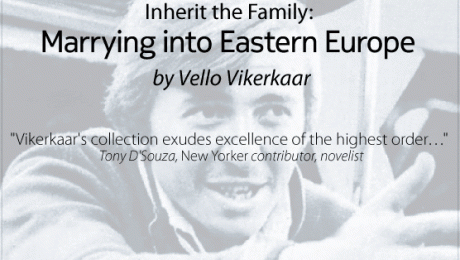 Inherit the Family:
Marrying into Eastern Europe
by Vello Vikerkaar
"Vikerkaar's collection exudes excellence of the highest order…"
Tony D'Souza, New Yorker contributor, novelist